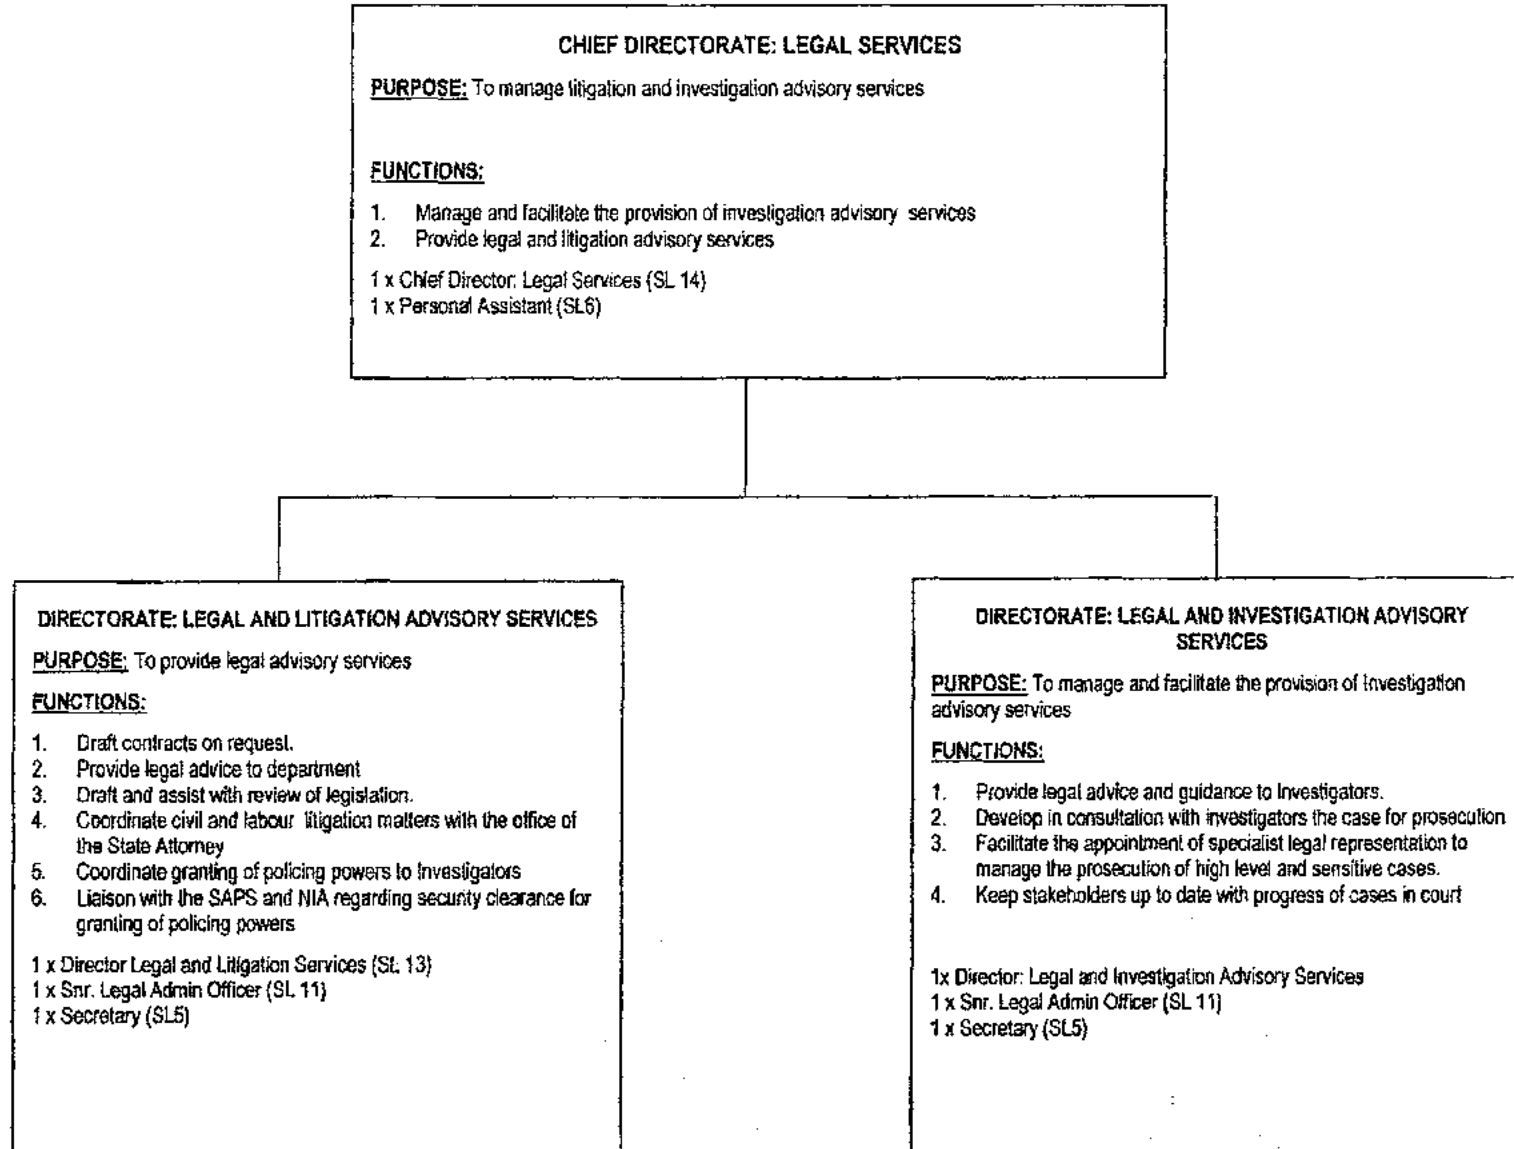 CHIEF DIRECTORATE: LEGAL SERVICES
PURPOSE: To manage litigation and investigation advisory services
FUNCTIONS:
1. Manage and facilitate the provision of investigation advisory services
2. Provide legal and litigation advisory services
1 x Chief Director: Legal Services (SL 14)
1 x Personal Assistant (SL6)
DIRECTORATE: LEGAL AND LITIGATION ADVISORY SERVICES
PURPOSE: To provide legal advisory services
FUNCTIONS:
1. Draft contracts on request.
2. Provide legal advice to department
3. Draft and assist with review of legislation.
4. Coordinate civil and labour litigation matters with the office of
the State Attorney
5. Coordinate granting of policing powers to Investigators
6. Liaison with the SAPS and NIA regarding security clearance for
granting of policing powers
1 x Director Legal and Litigation Services (SL 13)
1 x Snr. Legal Admin Officer (SL 11)
1 x Secretary (SL5)
DIRECTORATE: LEGAL AND INVESTIGATION ADVISORY
SERVICES
PURPOSE: To manage and facilitate the provision of Investigation
advisory services
FUNCTIONS:
1. Provide legal advice and guidance to Investigators.
2. Develop in consultation with investigators the case for prosecution
3. Facilitate the appointment of specialist legal representation to
manage the prosecution of high level and sensitive cases.
4. Keep stakeholders up to date with progress of cases in court
1x Director: Legal and Investigation Advisory Services
1 x Snr. Legal Admin Officer (SL 11)
1 x Secretary (SL5)